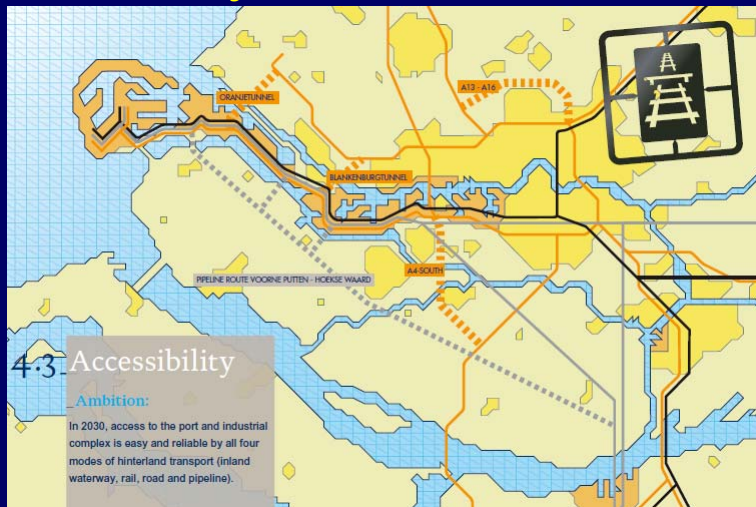 ORANJETUNNEL
A13 - A16
BLANKENBURGTUNNEL
PIPELINE ROUTE VOORNE PUTTEN - HOEKSE WAARD
A4-SOUTH
4.3_Accessibility
_Ambition:
In 2030, access to the port and industrial
complex is easy and reliable by all four
modes of hinterland transport (inland
waterway, rail, road and pipeline).